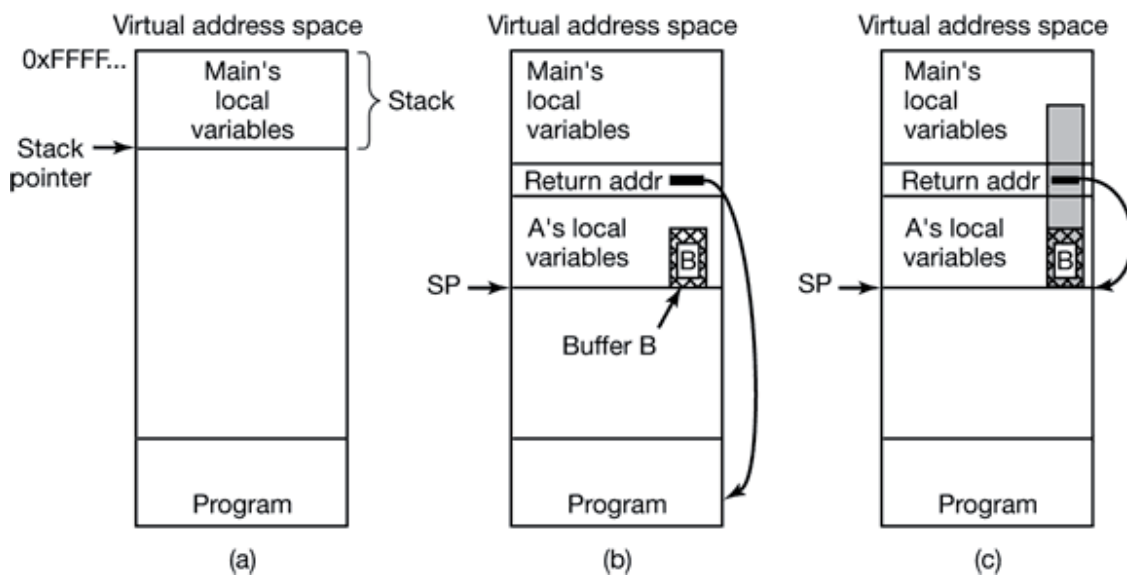 Virtual address space
0xFFFF...
Main's
local
variables
Stack
Stack
pointer
Program
(a)
Virtual address space
Main's
local
variables
Return addr
A's local
variables
B
SP
Buffer B
Program
(b)
Virtual address space
Main's
local
variables
Return addr
A's local
variables
B
SP
Program
(c)